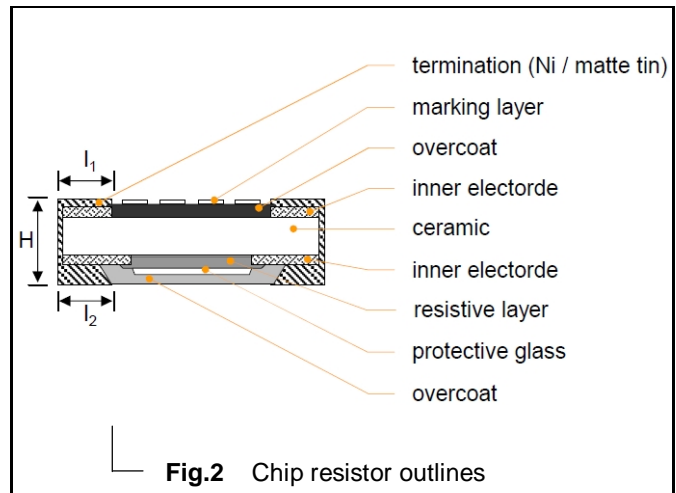 termination (Ni / matte tin)
marking layer
overcoat
inner electorde
ceramic
inner electorde
resistive layer
protective glass
overcoat
l₁
H
l₂
Fig.2 Chip resistor outlines